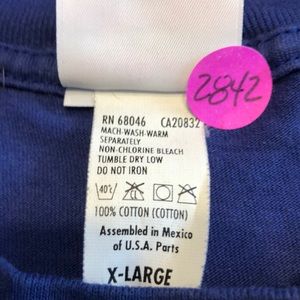 2842
RN 68046 CA20832
MACH-WASH-WARM
SEPARATELY
NON-CHLORINE BLEACH
TUMBLE DRY LOW
DO NOT IRON
40°
100% COTTON (COTTON)
Assembled in Mexico
of U.S.A. Parts
X-LARGE